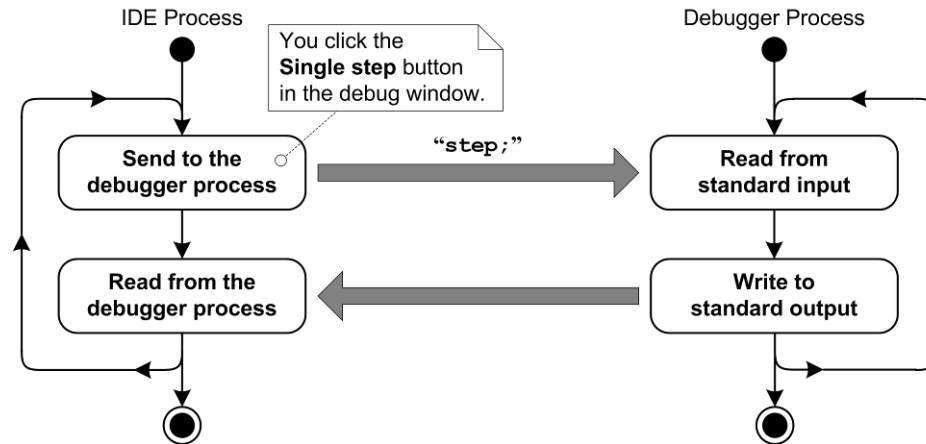 IDE Process
Debugger Process
You click the
Single step button
in the debug window.
Send to the
debugger process
“step;”
Read from
standard input
Read from the
debugger process
Write to
standard output